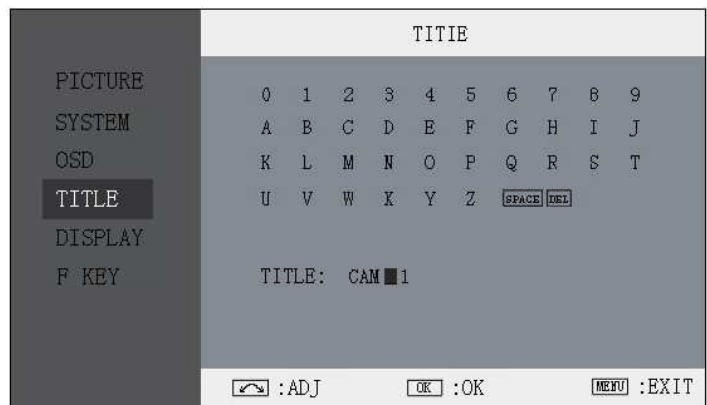 PICTURE
SYSTEM
OSD
TITLE
DISPLAY
F KEY
TITIE
0 1 2 3 4 5 6 7 8 9
A B C D E F G H I J
K L M N O P Q R S T
U V W X Y Z SPACE DEL
TITLE: CAM 1
:ADJ OK :OK MENU :EXIT